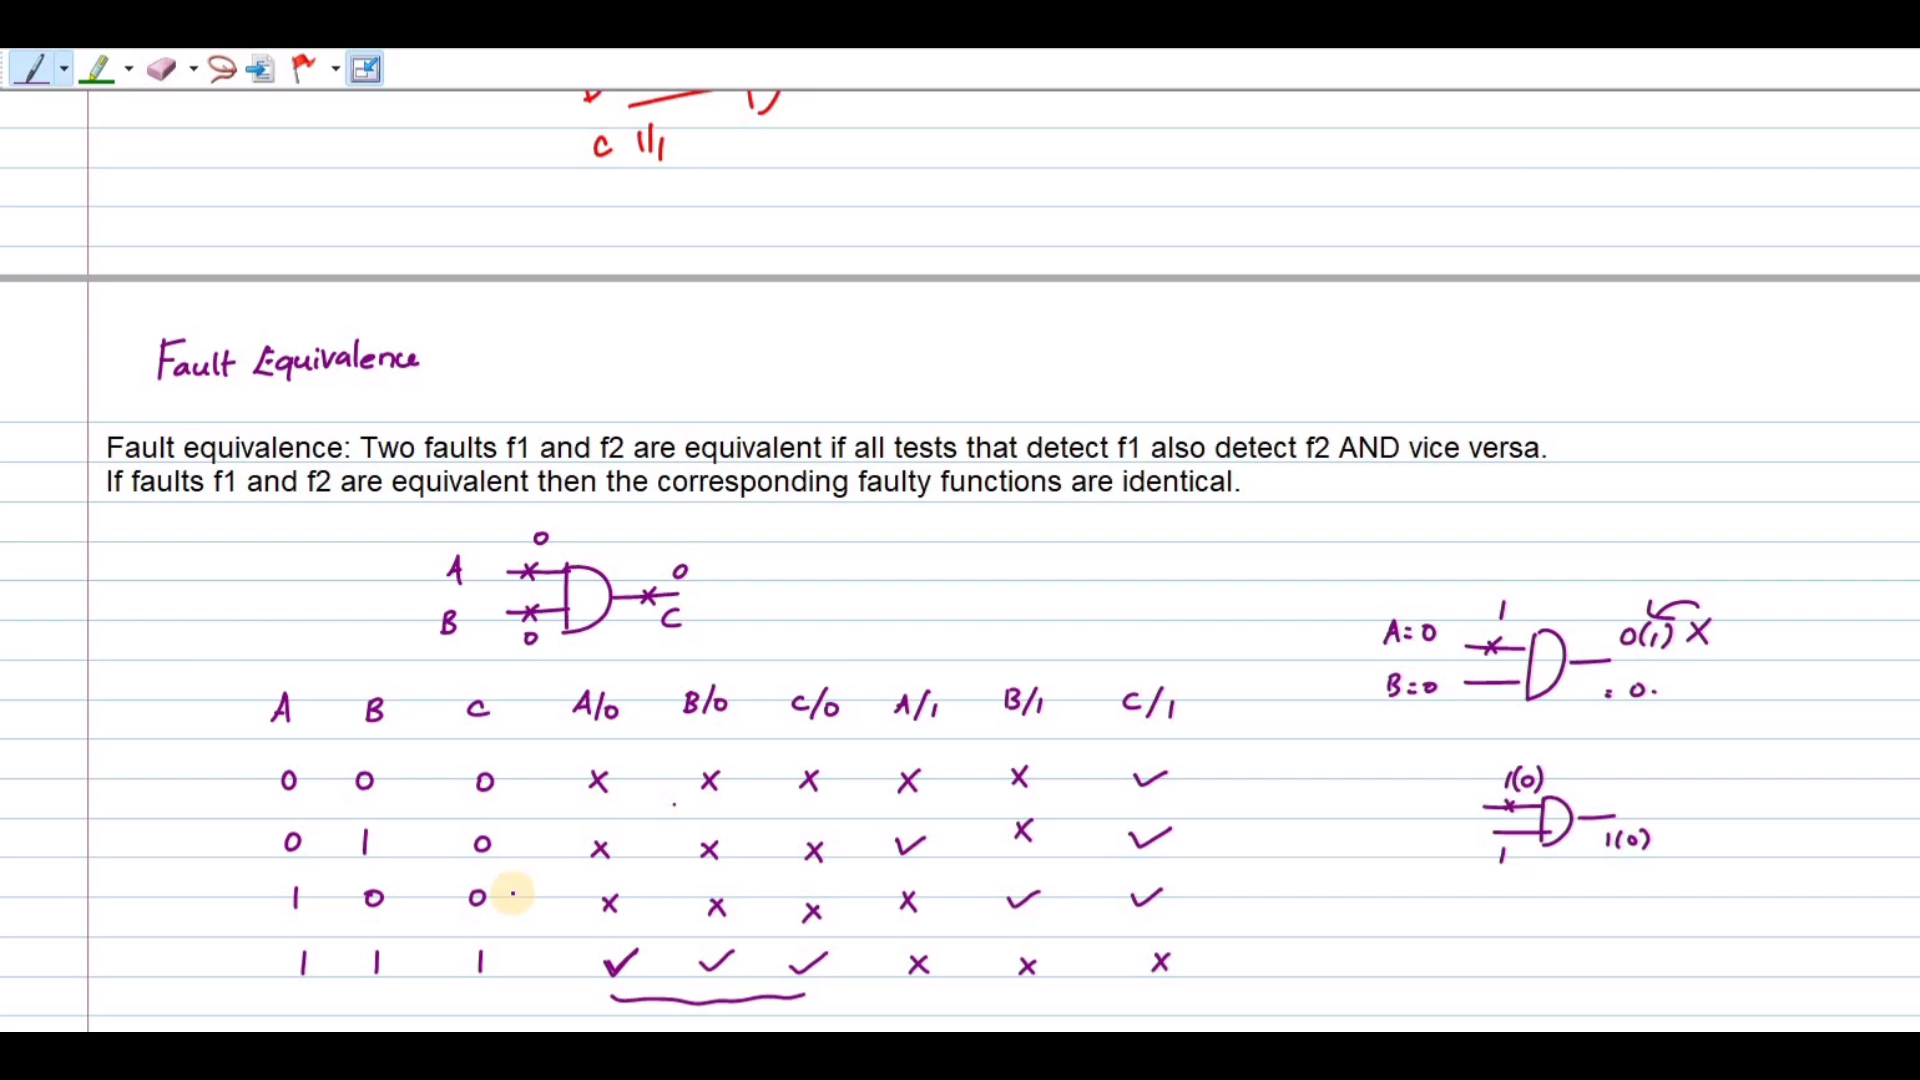 C 1/1
Fault Equivalence
Fault equivalence: Two faults f1 and f2 are equivalent if all tests that detect f1 also detect f2 AND vice versa.
If faults f1 and f2 are equivalent then the corresponding faulty functions are identical.
0
A 0
B C
0
1
A=0 0(1) X
B=0 : 0.
A B C A/0 B/0 C/0 A/1 B/1 C/1
0 0 0 x x x x x ✓
1(0)
1(0)
1
0 1 0 x x x ✓ x ✓
1 0 0 x x x x ✓ ✓
1 1 1 ✓ ✓ ✓ x x x